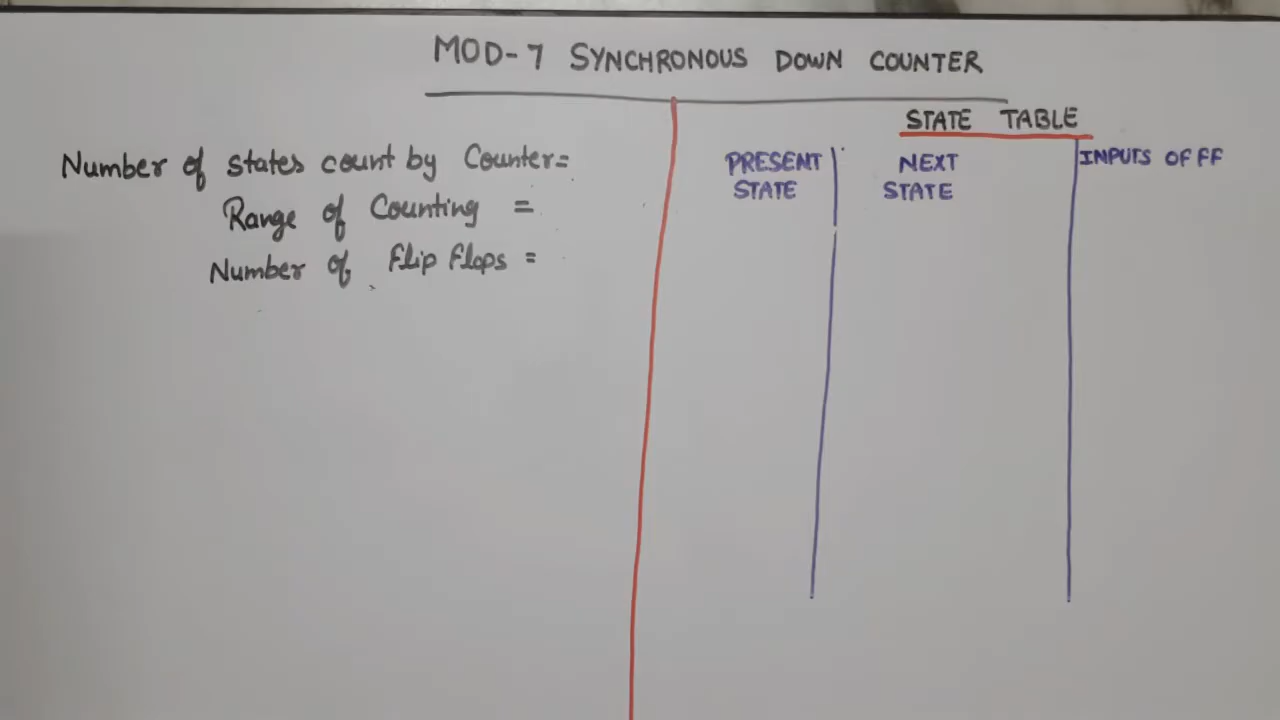 MOD-7 SYNCHRONOUS DOWN COUNTER
Number of states count by Counter=
Range of Counting =
Number of Flip Flops =
STATE TABLE
PRESENT STATE
NEXT STATE
INPUTS OF FF